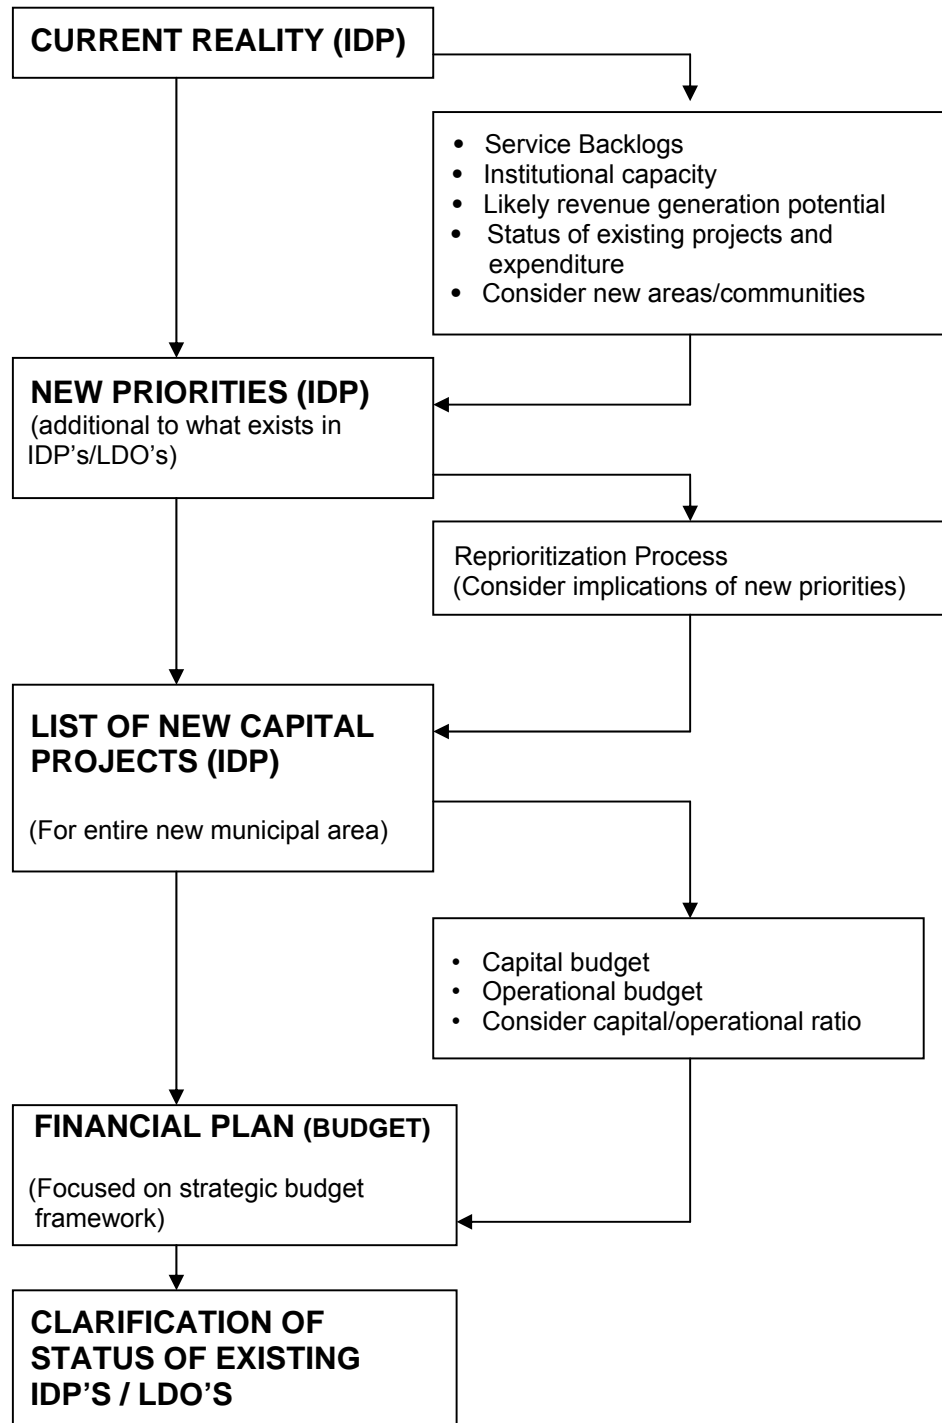 CURRENT REALITY (IDP)
• Service Backlogs
• Institutional capacity
• Likely revenue generation potential
• Status of existing projects and
expenditure
• Consider new areas/communities
NEW PRIORITIES (IDP)
(additional to what exists in
IDP’s/LDO’s)
Reprioritization Process
(Consider implications of new priorities)
LIST OF NEW CAPITAL
PROJECTS (IDP)
(For entire new municipal area)
• Capital budget
• Operational budget
• Consider capital/operational ratio
FINANCIAL PLAN (BUDGET)
(Focused on strategic budget
framework)
CLARIFICATION OF
STATUS OF EXISTING
IDP’S / LDO’S